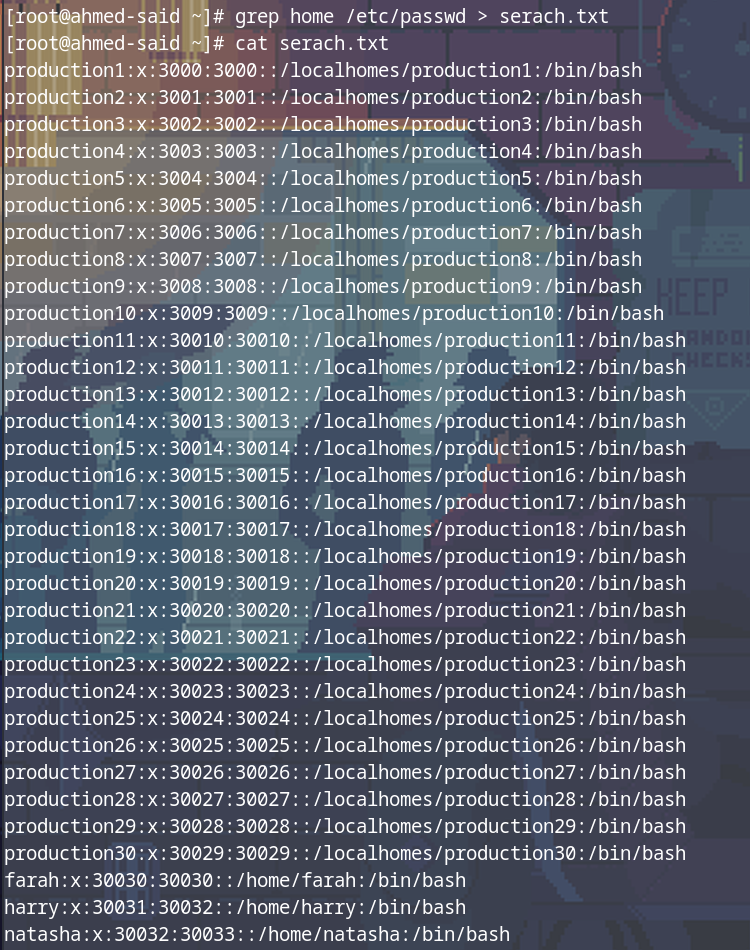 [root@ahmed-said ~]# grep home /etc/passwd > serach.txt
[root@ahmed-said ~]# cat serach.txt
production1:x:3000:3000::/localhomes/production1:/bin/bash
production2:x:3001:3001::/localhomes/production2:/bin/bash
production3:x:3002:3002::/localhomes/production3:/bin/bash
production4:x:3003:3003::/localhomes/production4:/bin/bash
production5:x:3004:3004::/localhomes/production5:/bin/bash
production6:x:3005:3005::/localhomes/production6:/bin/bash
production7:x:3006:3006::/localhomes/production7:/bin/bash
production8:x:3007:3007::/localhomes/production8:/bin/bash
production9:x:3008:3008::/localhomes/production9:/bin/bash
production10:x:3009:3009::/localhomes/production10:/bin/bash
production11:x:30010:30010::/localhomes/production11:/bin/bash
production12:x:30011:30011::/localhomes/production12:/bin/bash
production13:x:30012:30012::/localhomes/production13:/bin/bash
production14:x:30013:30013::/localhomes/production14:/bin/bash
production15:x:30014:30014::/localhomes/production15:/bin/bash
production16:x:30015:30015::/localhomes/production16:/bin/bash
production17:x:30016:30016::/localhomes/production17:/bin/bash
production18:x:30017:30017::/localhomes/production18:/bin/bash
production19:x:30018:30018::/localhomes/production19:/bin/bash
production20:x:30019:30019::/localhomes/production20:/bin/bash
production21:x:30020:30020::/localhomes/production21:/bin/bash
production22:x:30021:30021::/localhomes/production22:/bin/bash
production23:x:30022:30022::/localhomes/production23:/bin/bash
production24:x:30023:30023::/localhomes/production24:/bin/bash
production25:x:30024:30024::/localhomes/production25:/bin/bash
production26:x:30025:30025::/localhomes/production26:/bin/bash
production27:x:30026:30026::/localhomes/production27:/bin/bash
production28:x:30027:30027::/localhomes/production28:/bin/bash
production29:x:30028:30028::/localhomes/production29:/bin/bash
production30:x:30029:30029::/localhomes/production30:/bin/bash
farah:x:30030:30030::/home/farah:/bin/bash
harry:x:30031:30032::/home/harry:/bin/bash
natasha:x:30032:30033::/home/natasha:/bin/bash
KEEP